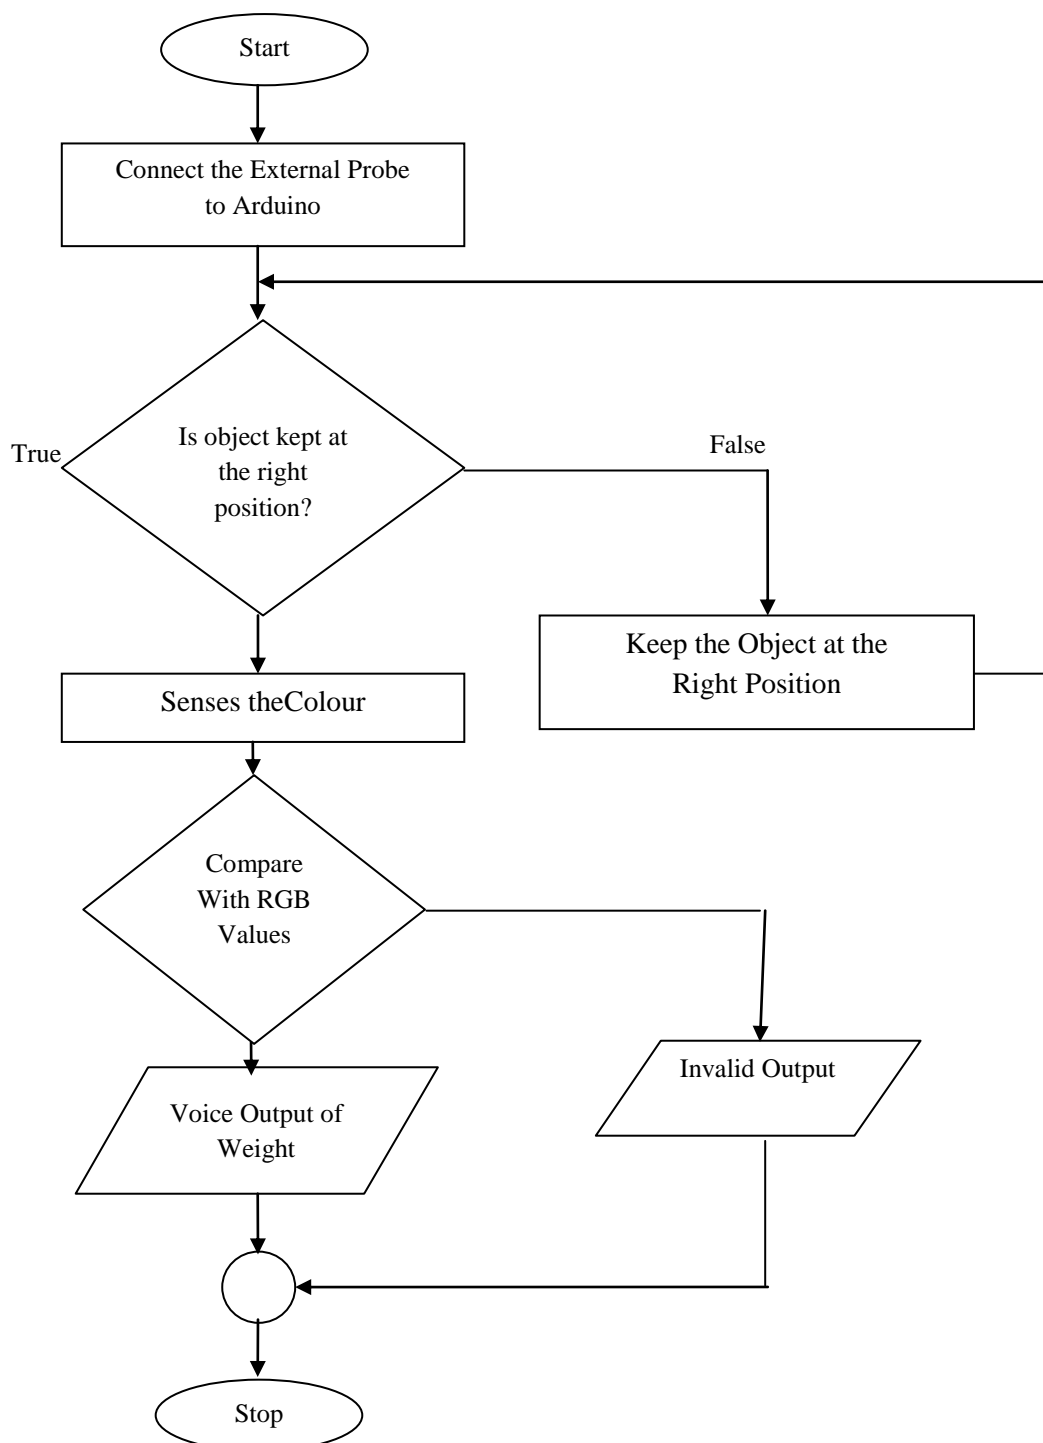 Start
Connect the External Probe
to Arduino
True
Is object kept at
the right
position?
False
Keep the Object at the
Right Position
Senses theColour
Compare
With RGB
Values
Invalid Output
Voice Output of
Weight
Stop